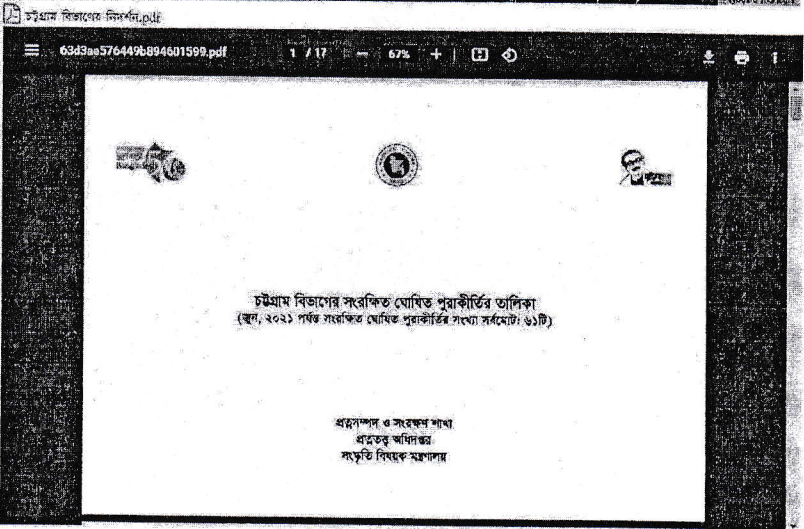 চট্টগ্রাম বিভাগের নিদর্শন.pdf
63d3ae576449b894601599.pdf 1 / 17 67%
চট্টগ্রাম বিভাগের সংরক্ষিত ঘোষিত পুরাকীর্তির তালিকা
(জুন, ২০২১ পর্যন্ত সংরক্ষিত ঘোষিত পুরাকীর্তির সংখ্যা সর্বমোট: ৬১টি)
প্রত্নসম্পদ ও সংরক্ষণ শাখা
প্রত্নতত্ত্ব অধিদপ্তর
সংস্কৃতি বিষয়ক মন্ত্রণালয়